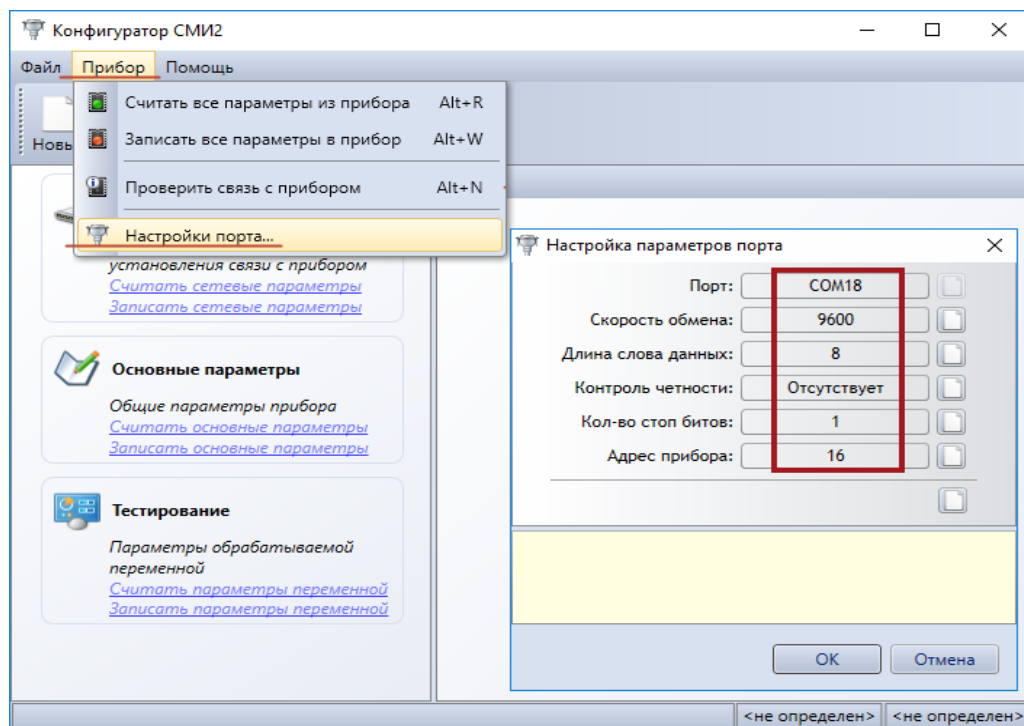 Конфигуратор СМИ2
Файл Прибор Помощь
Считать все параметры из прибора Alt+R
Записать все параметры в прибор Alt+W
Проверить связь с прибором Alt+N
Настройки порта...
установления связи с прибором
Считать сетевые параметры
Записать сетевые параметры
Основные параметры
Общие параметры прибора
Считать основные параметры
Записать основные параметры
Тестирование
Параметры обрабатываемой
переменной
Считать параметры переменной
Записать параметры переменной
Настройка параметров порта
Порт: COM18
Скорость обмена: 9600
Длина слова данных: 8
Контроль четности: Отсутствует
Кол-во стоп битов: 1
Адрес прибора: 16
OK Отмена
<не определен> <не определен>